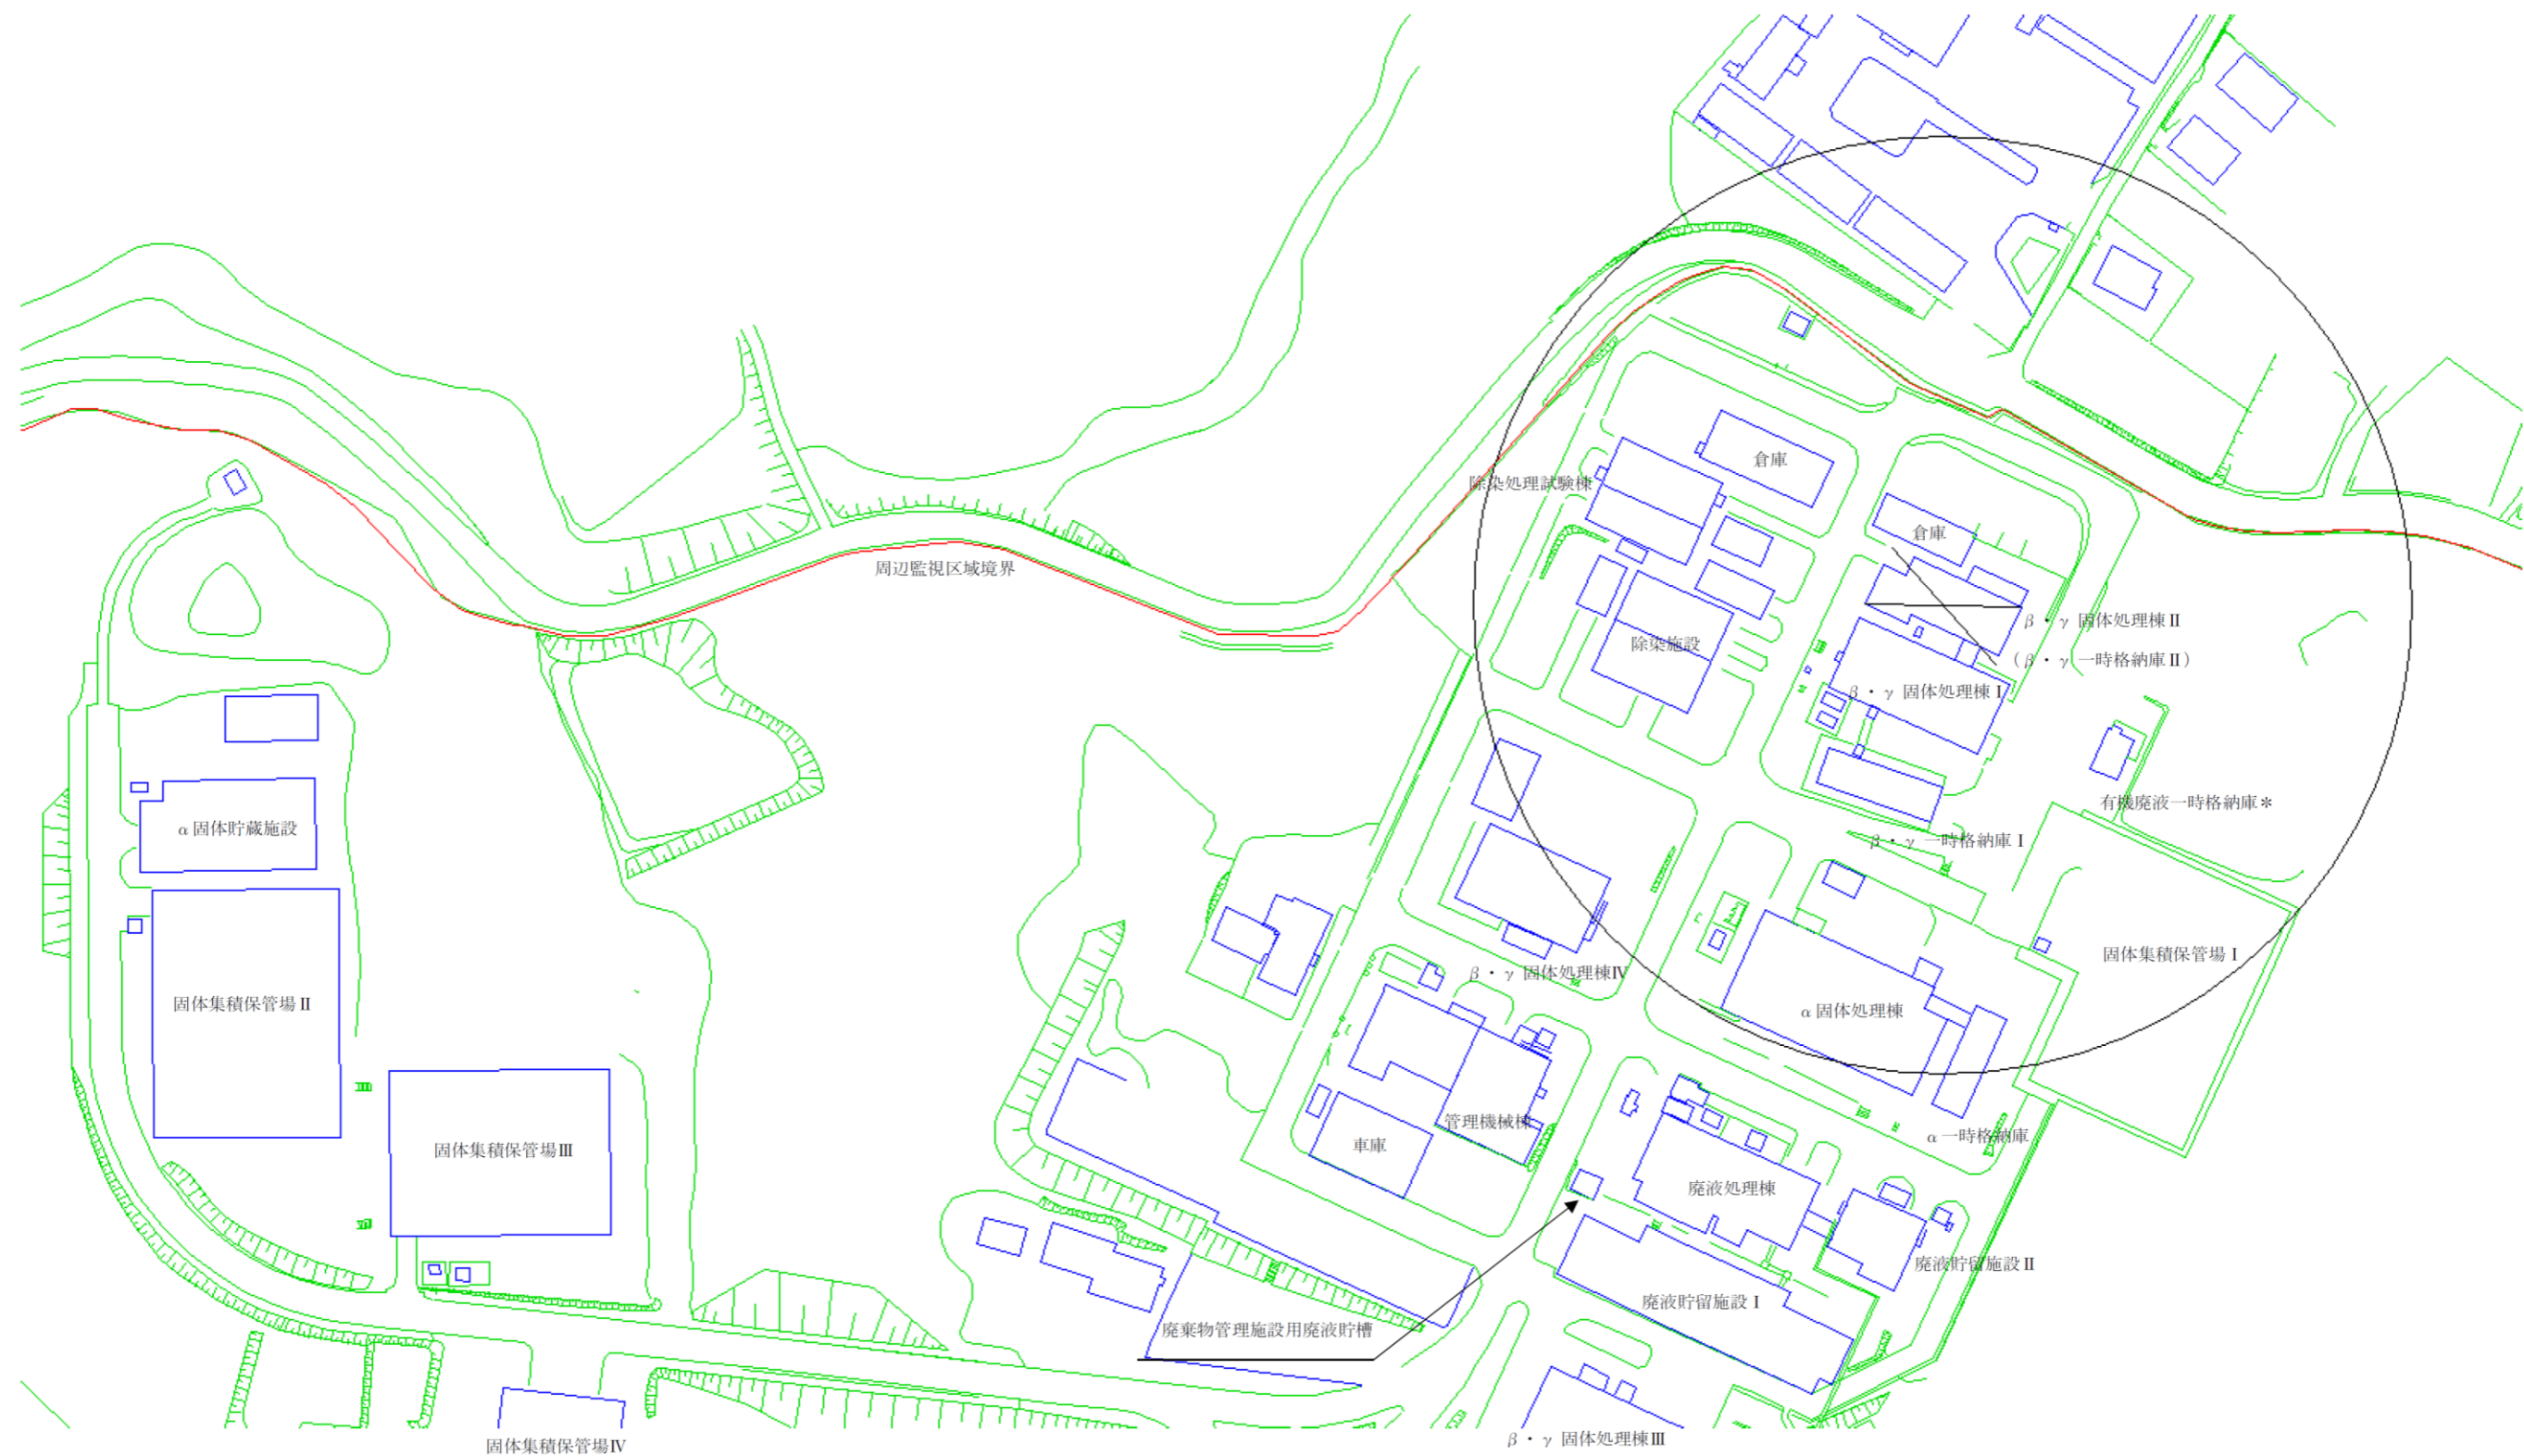 倉庫
除染処理試験棟
倉庫
周辺監視区域境界
β・γ 固体処理棟Ⅱ
除染施設
(β・γ 一時格納庫Ⅱ)
β・γ 固体処理棟Ⅰ
有機廃液一時格納庫＊
α固体貯蔵施設
β・γ 一時格納庫Ⅰ
固体集積保管場Ⅰ
β・γ 固体処理棟Ⅳ
固体集積保管場Ⅱ
α固体処理棟
管理機械棟
α一時格納庫
車庫
固体集積保管場Ⅲ
廃液処理棟
廃液貯留施設Ⅱ
廃液貯留施設Ⅰ
廃棄物管理施設用廃液貯槽
β・γ 固体処理棟Ⅲ
固体集積保管場Ⅳ